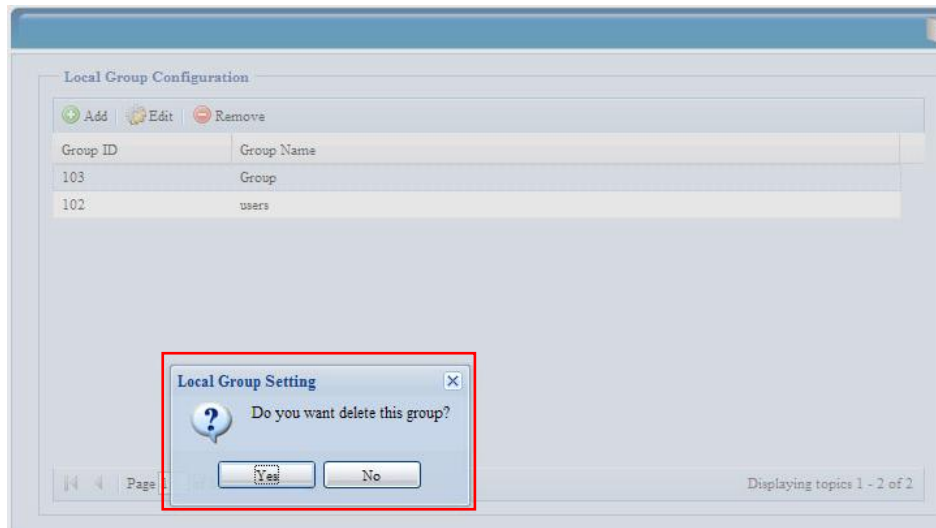 Local Group Configuration
Add Edit Remove
Group ID Group Name
103 Group
102 users
Local Group Setting
Do you want delete this group?
Yes No
Page 1 Displaying topics 1 - 2 of 2